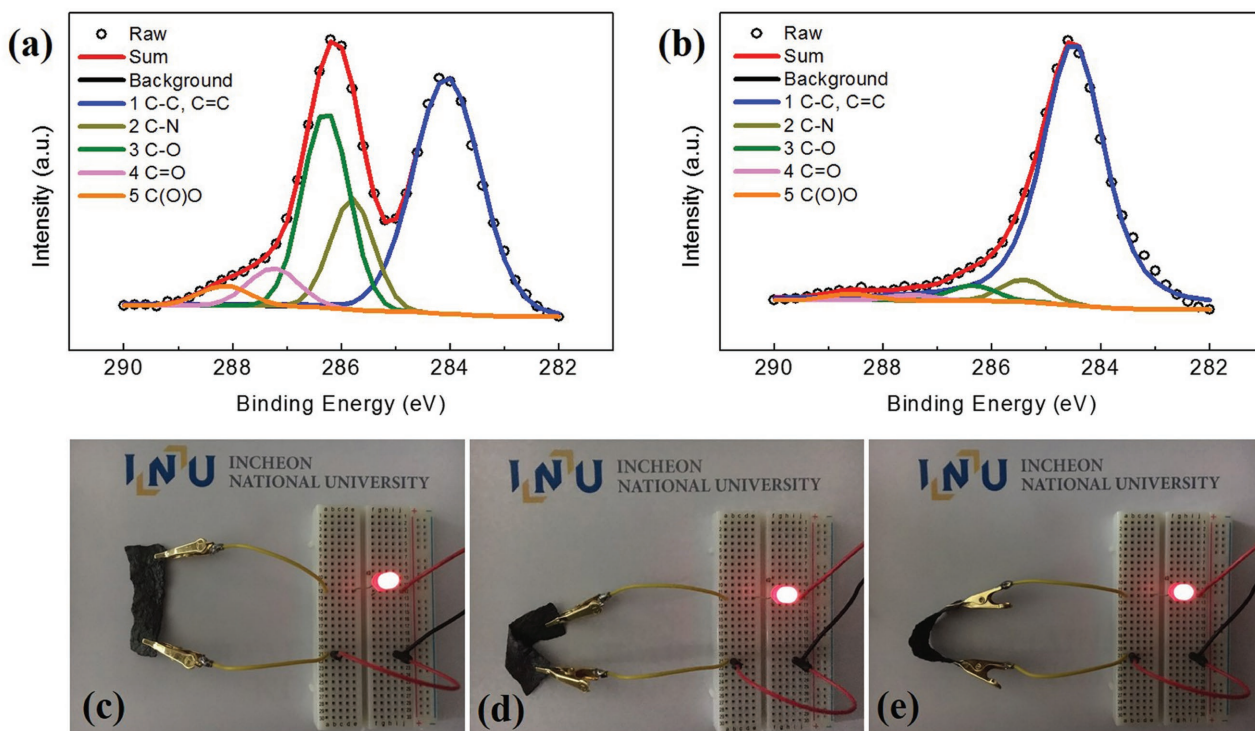 (a)
Raw
Sum
Background
1 C-C, C=C
2 C-N
3 C-O
4 C=O
5 C(O)O
Intensity (a.u.)
290 288 286 284 282
Binding Energy (eV)
(b)
Raw
Sum
Background
1 C-C, C=C
2 C-N
3 C-O
4 C=O
5 C(O)O
Intensity (a.u.)
290 288 286 284 282
Binding Energy (eV)
INU INCHEON
NATIONAL UNIVERSITY
(c)
INU INCHEON
NATIONAL UNIVERSITY
(d)
INU INCHEON
NATIONAL UNIVERSITY
(e)